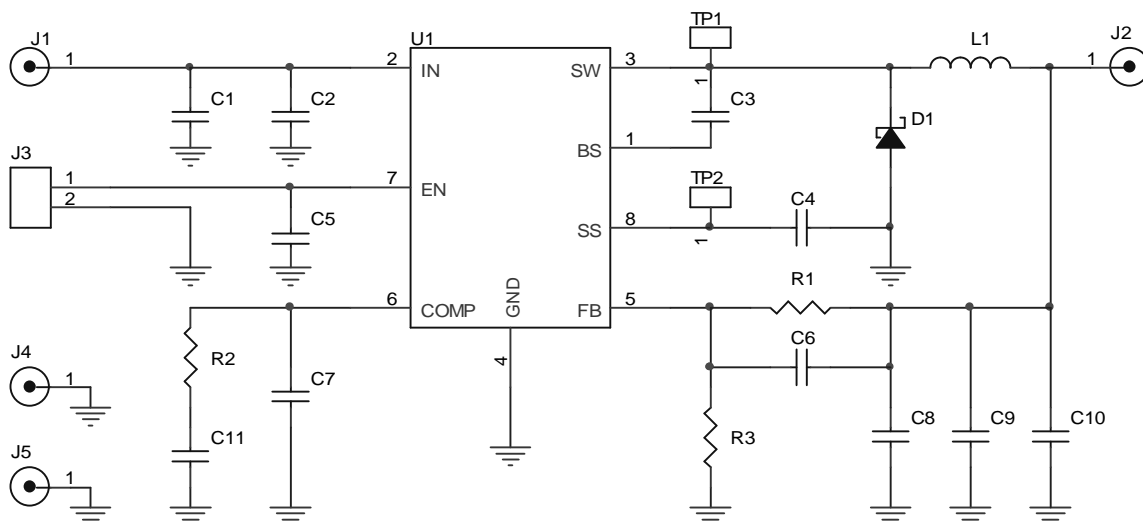 J1
1
U1
2
IN
SW
3
TP1
1
L1
1
J2
C1
C2
C3
D1
BS
1
J3
1
2
7
EN
C5
TP2
SS
8
1
C4
6
COMP
GND
4
FB
5
R1
C6
J4
1
R2
C7
C11
J5
1
R3
C8
C9
C10